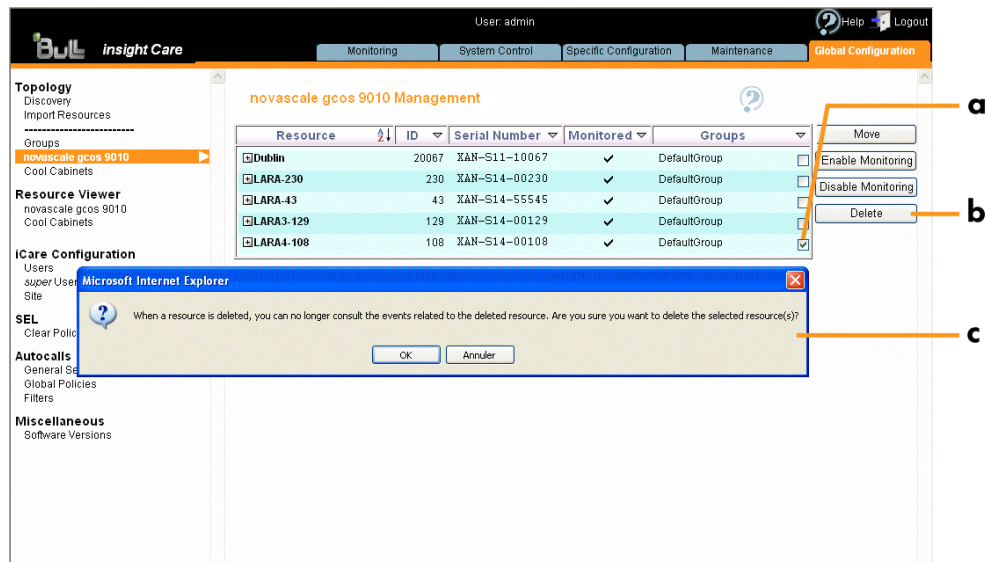 User: admin
Help Logout
Bull insight Care
Monitoring System Control Specific Configuration Maintenance Global Configuration
Topology
Discovery
Import Resources
------------------------
Groups
novascale gcos 9010
Cool Cabinets
Resource Viewer
novascale gcos 9010
Cool Cabinets
iCare Configuration
Users
super User
Site
SEL
Clear Polic
Autocalls
General Se
Global Policies
Filters
Miscellaneous
Software Versions
novascale gcos 9010 Management
Resource ID Serial Number Monitored Groups
Dublin 20067 XAN-S11-10067 DefaultGroup
LARA-230 230 XAN-S14-00230 DefaultGroup
LARA-43 43 XAN-S14-55545 DefaultGroup
LARA3-129 129 XAN-S14-00129 DefaultGroup
LARA4-108 108 XAN-S14-00108 DefaultGroup
Move
Enable Monitoring
Disable Monitoring
Delete
Microsoft Internet Explorer
When a resource is deleted, you can no longer consult the events related to the deleted resource. Are you sure you want to delete the selected resource(s)?
OK Annuler
a
b
c